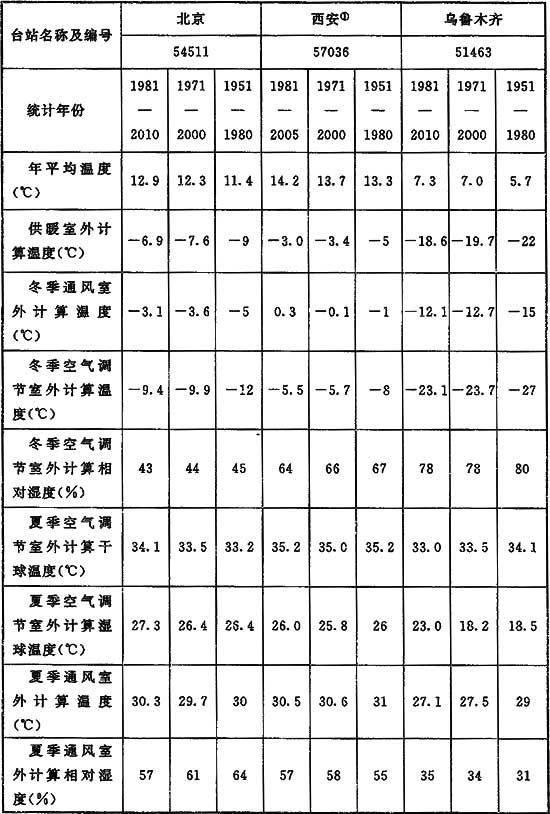 台站名称及编号 北京 西安① 乌鲁木齐
54511 57036 51463
统计年份 1981 — 2010 1971 — 2000 1951 — 1980 1981 — 2005 1971 — 2000 1951 — 1980 1981 — 2010 1971 — 2000 1951 — 1980
年平均温度
(℃)
12.9 12.3 11.4 14.2 13.7 13.3 7.3 7.0 5.7
供暖室外计
算温度(℃)
-6.9 -7.6 -9 -3.0 -3.4 -5 -18.6 -19.7 -22
冬季通风室
外计算温度
(℃)
-3.1 -3.6 -5 0.3 -0.1 -1 -12.1 -12.7 -15
冬季空气调
节室外计算温
度(℃)
-9.4 -9.9 -12 -5.5 -5.7 -8 -23.1 -23.7 -27
冬季空气调
节室外计算相
对湿度(%)
43 44 45 64 66 67 78 78 80
夏季空气调
节室外计算干
球温度(℃)
34.1 33.5 33.2 35.2 35.0 35.2 33.0 33.5 34.1
夏季空气调
节室外计算湿
球温度(℃)
27.3 26.4 26.4 26.0 25.8 26 23.0 18.2 18.5
夏季通风室
外计算温度
(℃)
30.3 29.7 30 30.5 30.6 31 27.1 27.5 29
夏季通风室
外计算相对湿
度(%)
57 61 64 57 58 55 35 34 31